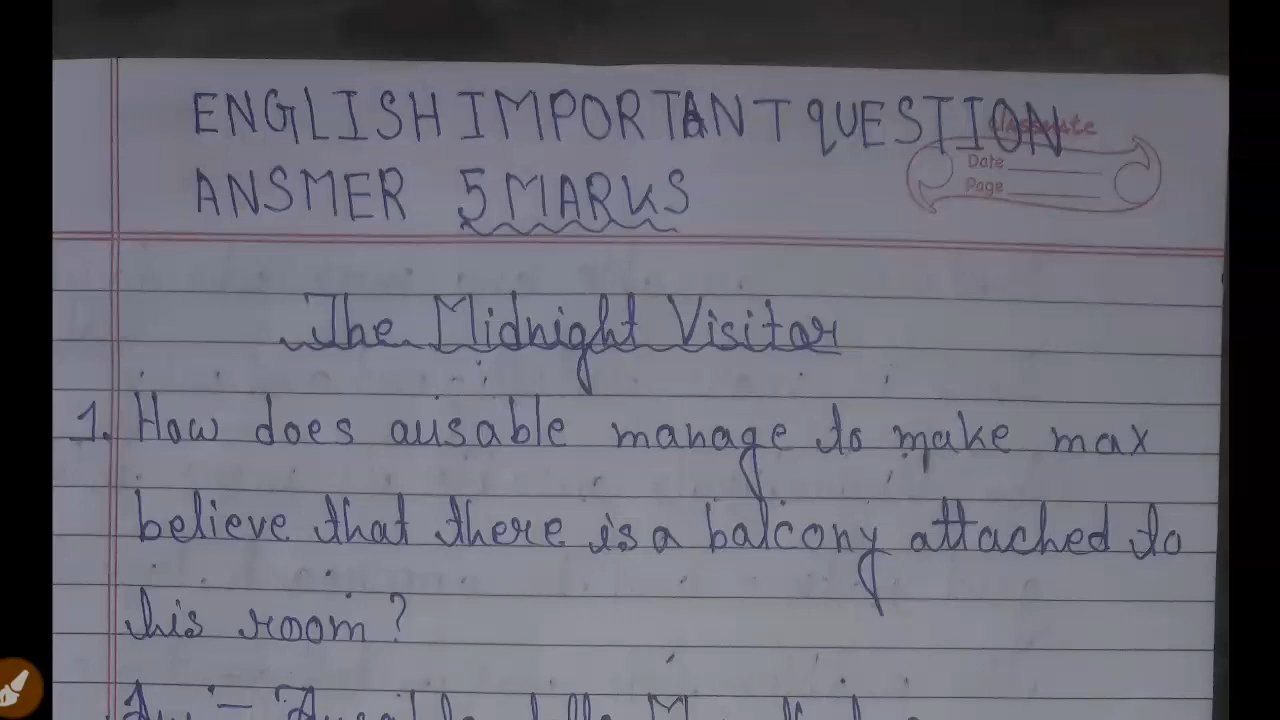 ENGLISH IMPORTANT QUESTION
classmate
ANSMER 5 MARKS
Date
Page
The Midnight Visitor
1. How does ausable manage to make max
believe that there is a balcony attached to
his room?